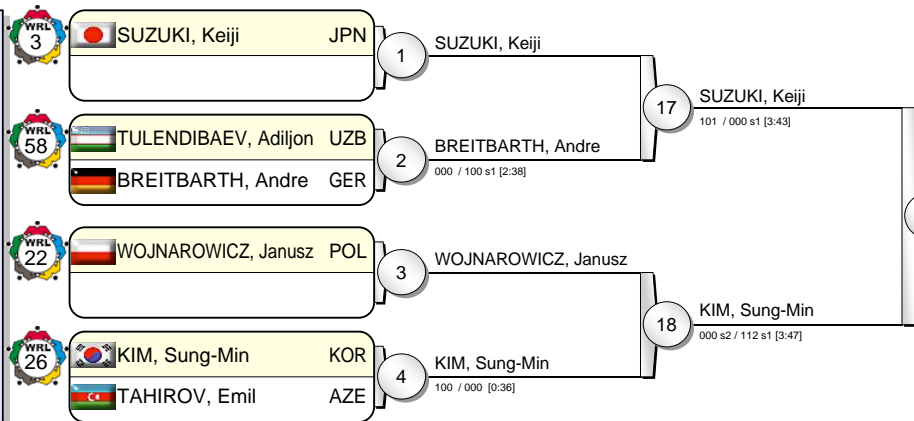 WRL
3
SUZUKI, Keiji JPN
1
SUZUKI, Keiji
17
SUZUKI, Keiji
101 / 000 s1 [3:43]
WRL
58
TULENDIBAEV, Adiljon UZB
BREITBARTH, Andre GER
2
BREITBARTH, Andre
000 / 100 s1 [2:38]
WRL
22
WOJNAROWICZ, Janusz POL
3
WOJNAROWICZ, Janusz
18
KIM, Sung-Min
000 s2 / 112 s1 [3:47]
WRL
26
KIM, Sung-Min KOR
TAHIROV, Emil AZE
4
KIM, Sung-Min
100 / 000 [0:36]